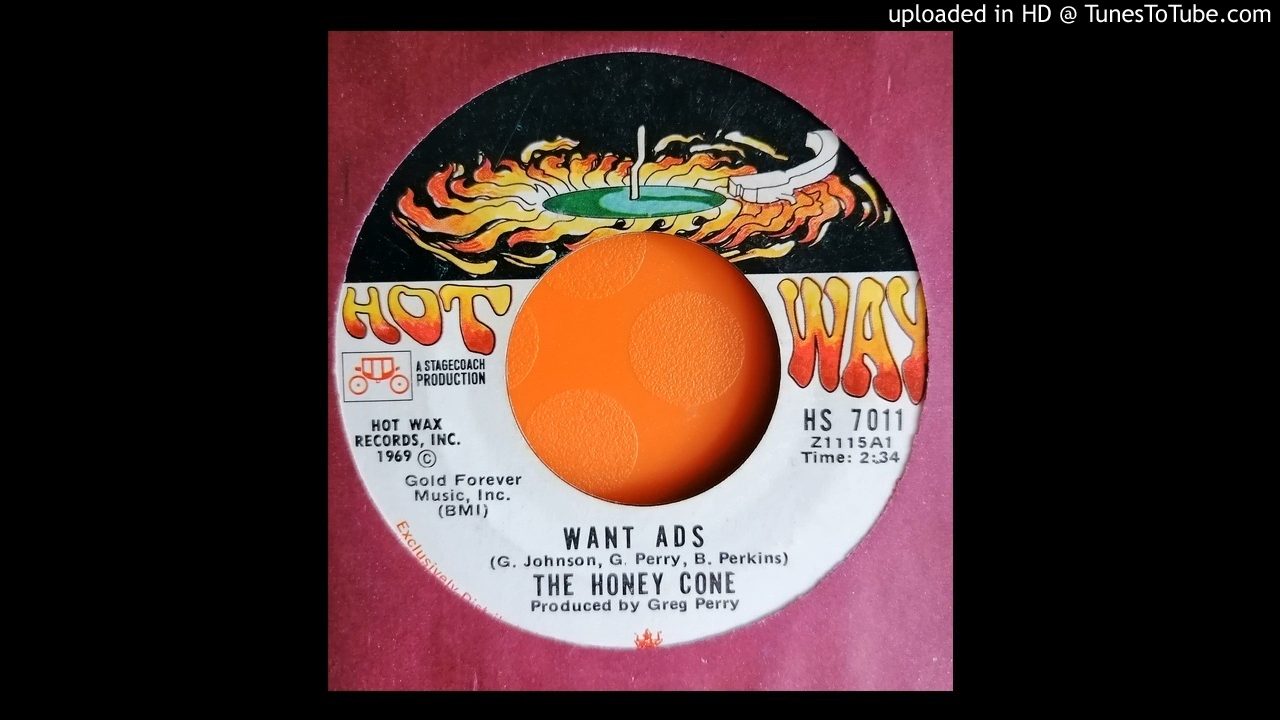 uploaded in HD @ TunesToTube.com
HOT WAX
A STAGECOACH
PRODUCTION
HOT WAX
RECORDS, INC.
1969 ©
Gold Forever
Music, Inc.
(BMI)
HS 7011
Z1115A1
Time: 2:34
Exclusively
WANT ADS
(G. Johnson, G. Perry, B. Perkins)
THE HONEY CONE
Produced by Greg Perry